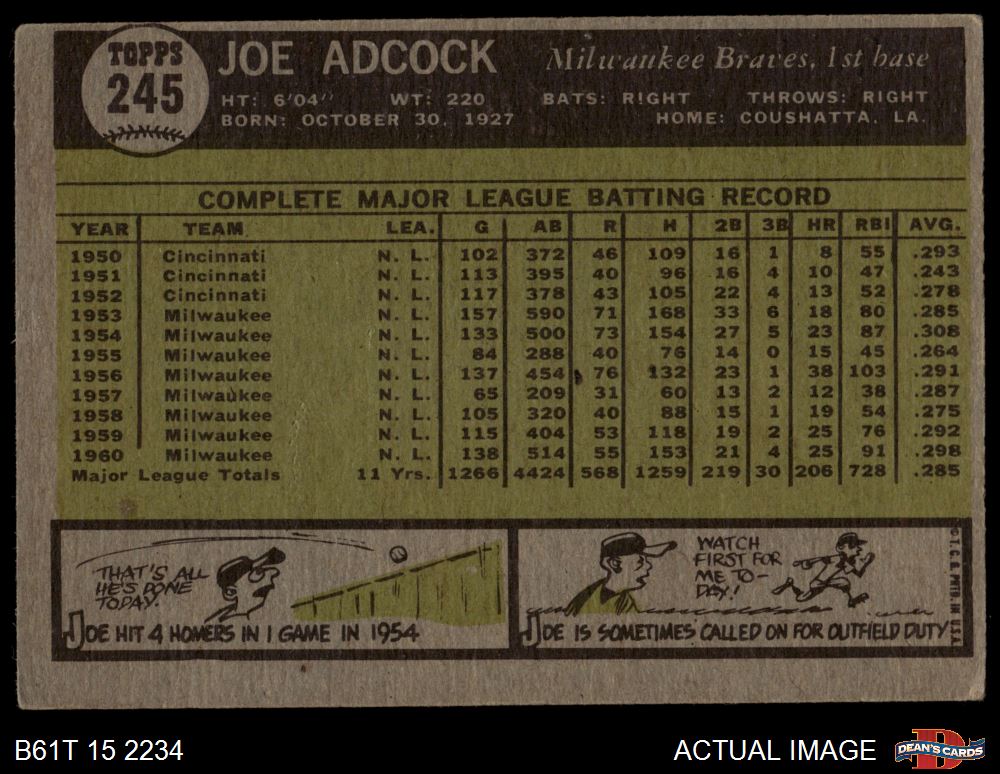 TOPPS
245
JOE ADCOCK
Milwaukee Braves, 1st base
HT: 6'04" WT: 220 BATS: RIGHT THROWS: RIGHT
BORN: OCTOBER 30, 1927 HOME: COUSHATTA, LA.
COMPLETE MAJOR LEAGUE BATTING RECORD
YEAR TEAM LEA. G AB R H 2B 3B HR RBI AVG.
1950 Cincinnati N. L. 102 372 46 109 16 1 8 55 .293
1951 Cincinnati N. L. 113 395 40 96 16 4 10 47 .243
1952 Cincinnati N. L. 117 378 43 105 22 4 13 52 .278
1953 Milwaukee N. L. 157 590 71 168 33 6 18 80 .285
1954 Milwaukee N. L. 133 500 73 154 27 5 23 87 .308
1955 Milwaukee N. L. 84 288 40 76 14 0 15 45 .264
1956 Milwaukee N. L. 137 454 76 132 23 1 38 103 .291
1957 Milwaukee N. L. 65 209 31 60 13 2 12 38 .287
1958 Milwaukee N. L. 105 320 40 88 15 1 19 54 .275
1959 Milwaukee N. L. 115 404 53 118 19 2 25 76 .292
1960 Milwaukee N. L. 138 514 55 153 21 4 25 91 .298
Major League Totals 11 Yrs. 1266 4424 568 1259 219 30 206 728 .285
THAT'S ALL
HE'S DONE
TODAY.
JOE HIT 4 HOMERS IN 1 GAME IN 1954
WATCH
FIRST FOR
ME TO-
DAY!
JOE IS SOMETIMES CALLED ON FOR OUTFIELD DUTY
© T. C. G. PRTD. IN U.S.A.
B61T 15 2234
ACTUAL IMAGE
D
DEAN'S CARDS